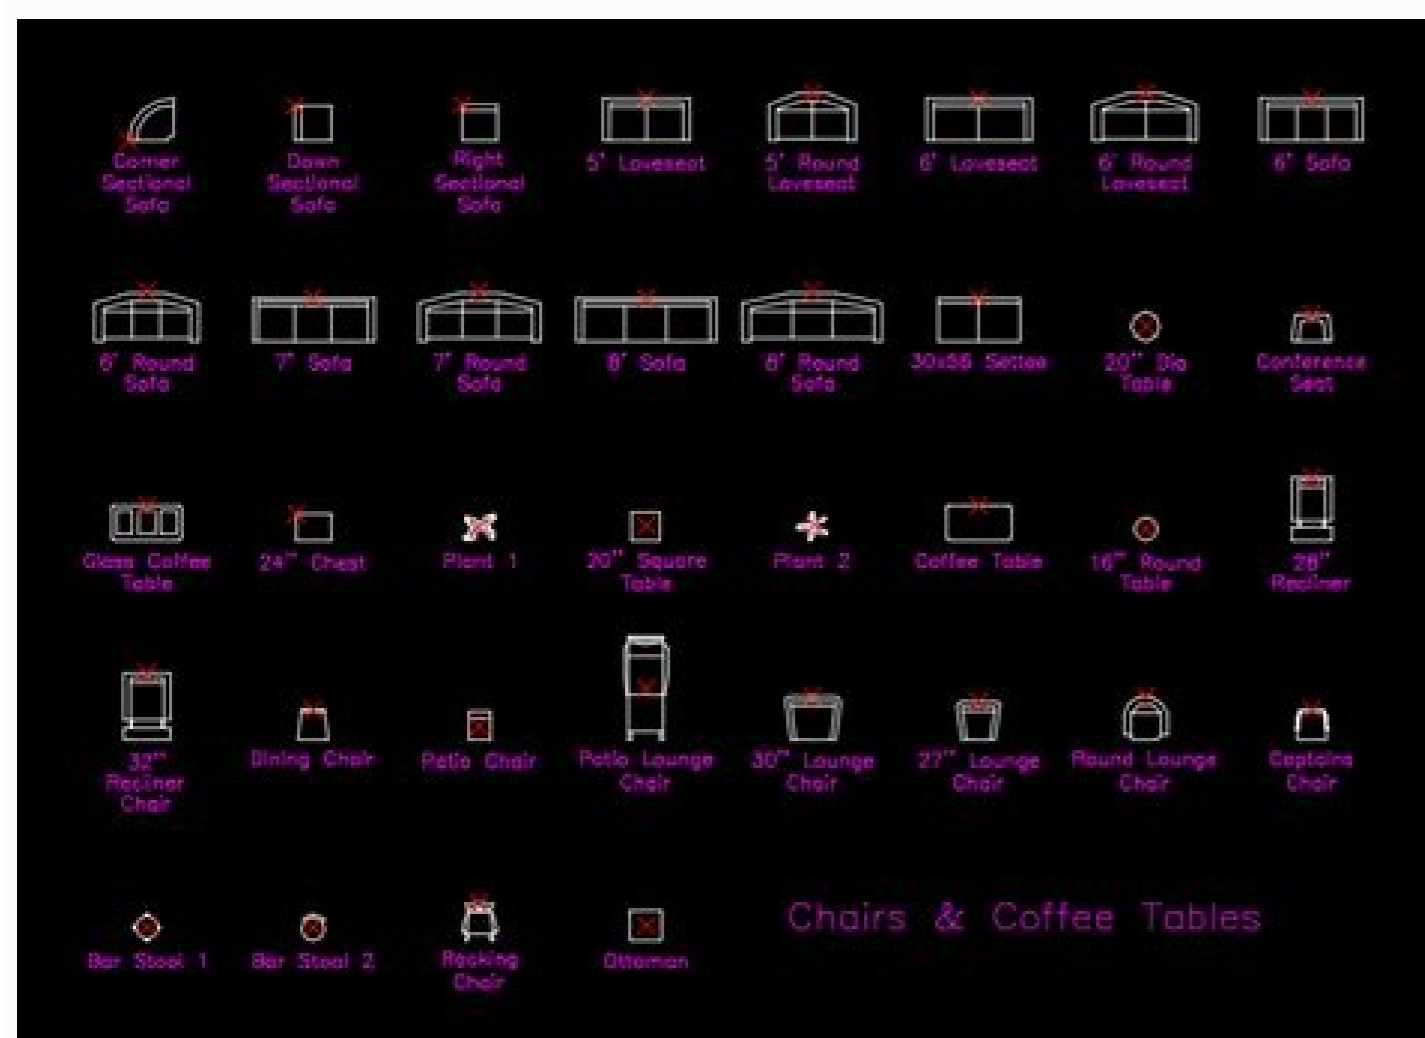 Corner
Sectional
Sofa
Down
Sectional
Sofa
Right
Sectional
Sofa
5' Loveseat
5' Round
Loveseat
6' Loveseat
6' Round
Loveseat
6' Sofa
6' Round
Sofa
7' Sofa
7' Round
Sofa
8' Sofa
8' Round
Sofa
Settee
20" Dia
Table
Conference
Seat
Glass Coffee
Table
24" Chest
Plant 1
20" Square
Table
Plant 2
Coffee Table
16" Round
Table
28"
Recliner
32"
Recliner
Chair
Dining Chair
Patio Chair
Patio Lounge
Chair
30" Lounge
Chair
27" Lounge
Chair
Round Lounge
Chair
Captains
Chair
Bar Stool 1
Bar Stool 2
Rocking
Chair
Ottoman
Chairs & Coffee Tables